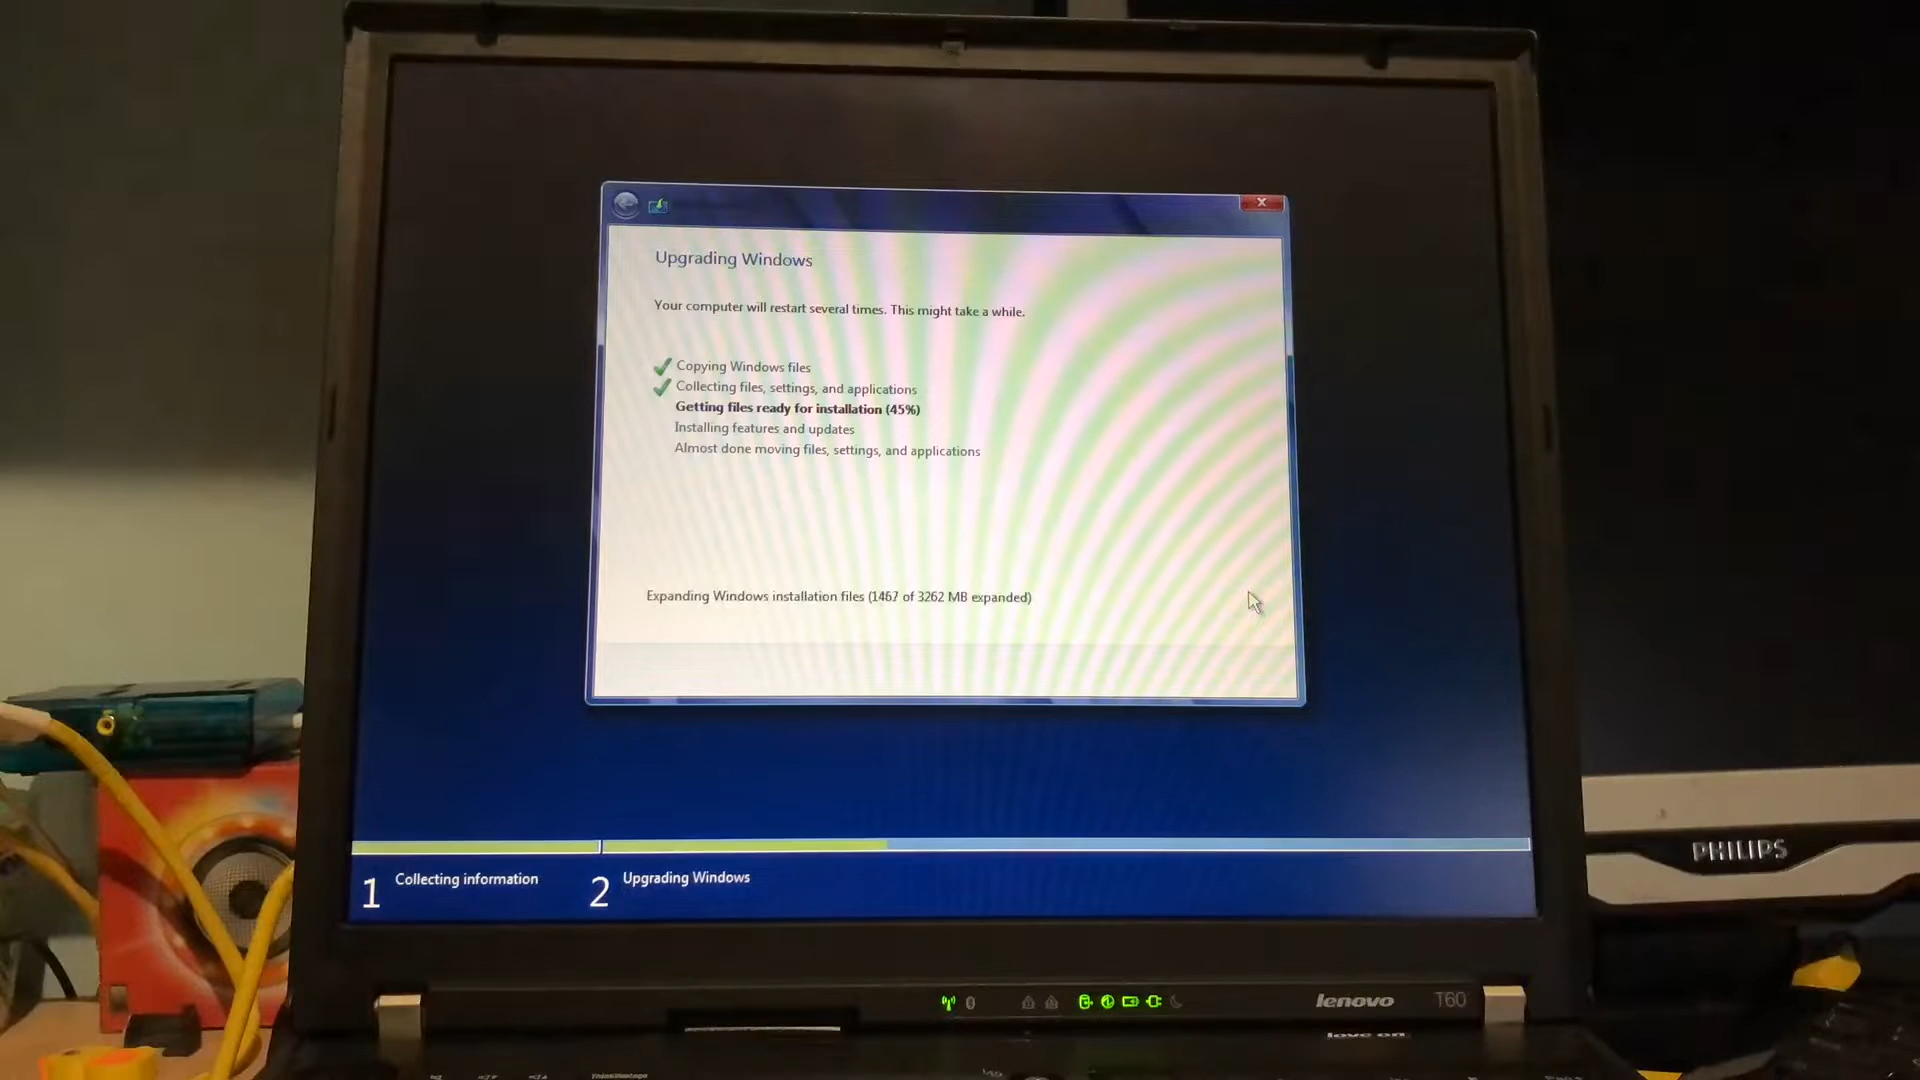 Upgrading Windows
Your computer will restart several times. This might take a while.
Copying Windows files
Collecting files, settings, and applications
Getting files ready for installation (45%)
Installing features and updates
Almost done moving files, settings, and applications
Expanding Windows installation files (1467 of 3262 MB expanded)
1 Collecting information
2 Upgrading Windows
PHILIPS
lenovo T60